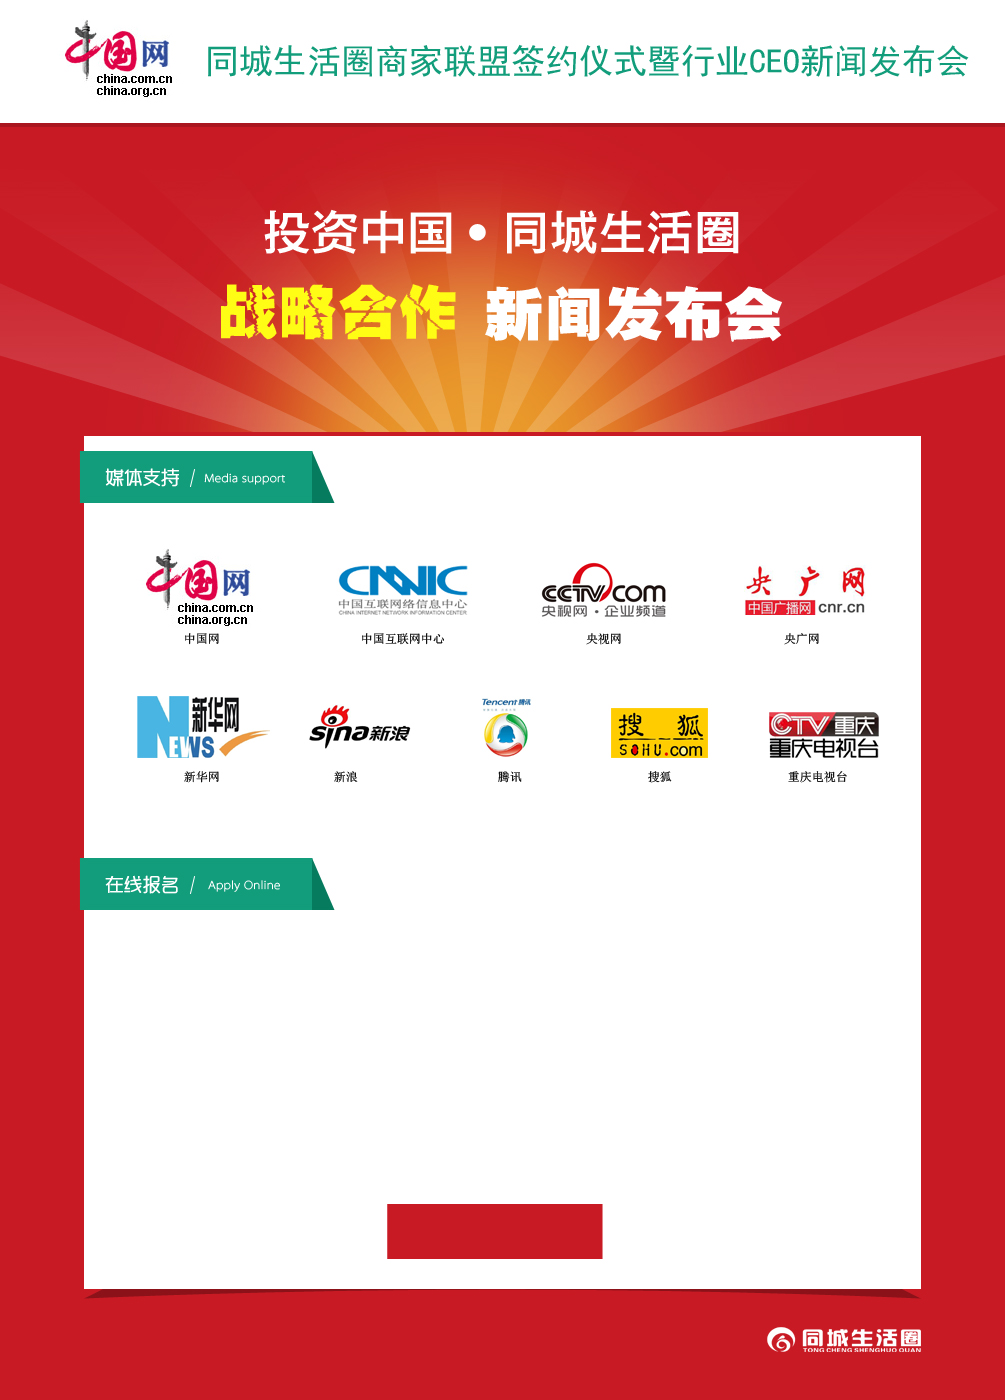 中国网
china.com.cn
china.org.cn
同城生活圈商家联盟签约仪式暨行业CEO新闻发布会
投资中国•同城生活圈
战略合作 新闻发布会
媒体支持 / Media support
中国网
china.com.cn
china.org.cn
中国网
CNNIC
中国互联网络信息中心
CHINA INTERNET NETWORK INFORMATION CENTER
中国互联网中心
CCTV.com
央视网·企业频道
央视网
央广网
中国广播网 cnr.cn
央广网
新华网
NEWS
新华网
sina新浪
新浪
Tencent 腾讯
腾讯
搜狐
SOHU.com
搜狐
CTV重庆
重庆电视台
重庆电视台
在线报名 / Apply Online
同城生活圈
TONG CHENG SHENGHUO QUAN